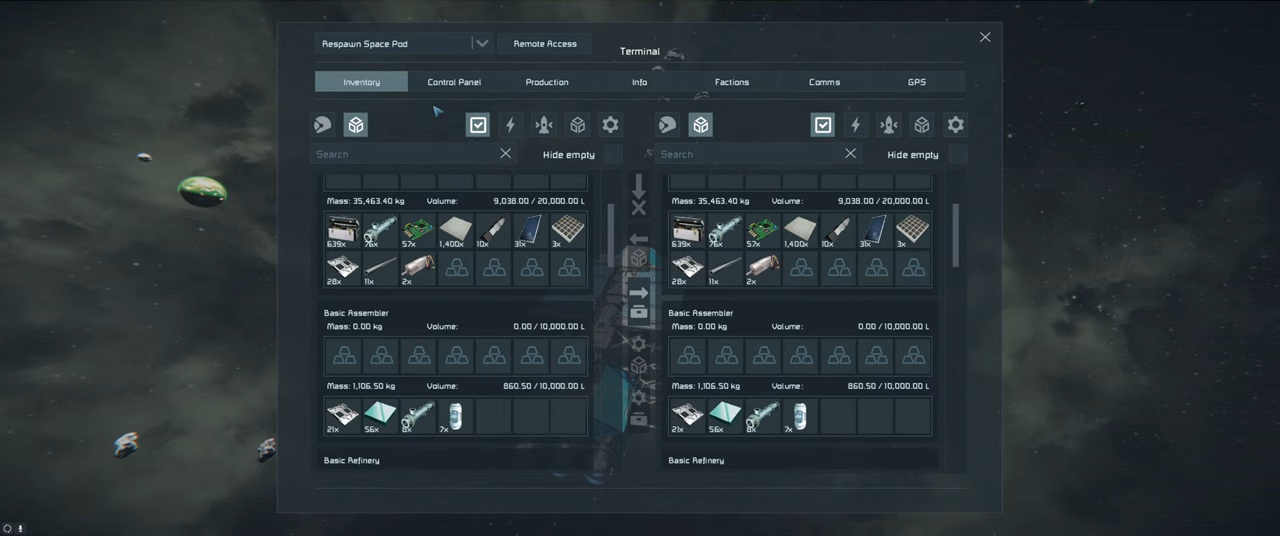 Respawn Space Pod
Remote Access
Terminal
Inventory
Control Panel
Production
Info
Factions
Comms
GPS
Search
Hide empty
Search
Hide empty
Mass: 35,463.40 kg Volume: 9,038.00 / 20,000.00 L
639x 76x 57x 1,400x 10x 31x 3x
28x 11x 2x
Basic Assembler
Mass: 0.00 kg Volume: 0.00 / 10,000.00 L
Mass: 1,106.50 kg Volume: 860.50 / 10,000.00 L
21x 56x 8x 7x
Basic Refinery
Mass: 35,463.40 kg Volume: 9,038.00 / 20,000.00 L
639x 76x 57x 1,400x 10x 31x 3x
28x 11x 2x
Basic Assembler
Mass: 0.00 kg Volume: 0.00 / 10,000.00 L
Mass: 1,106.50 kg Volume: 860.50 / 10,000.00 L
21x 56x 8x 7x
Basic Refinery